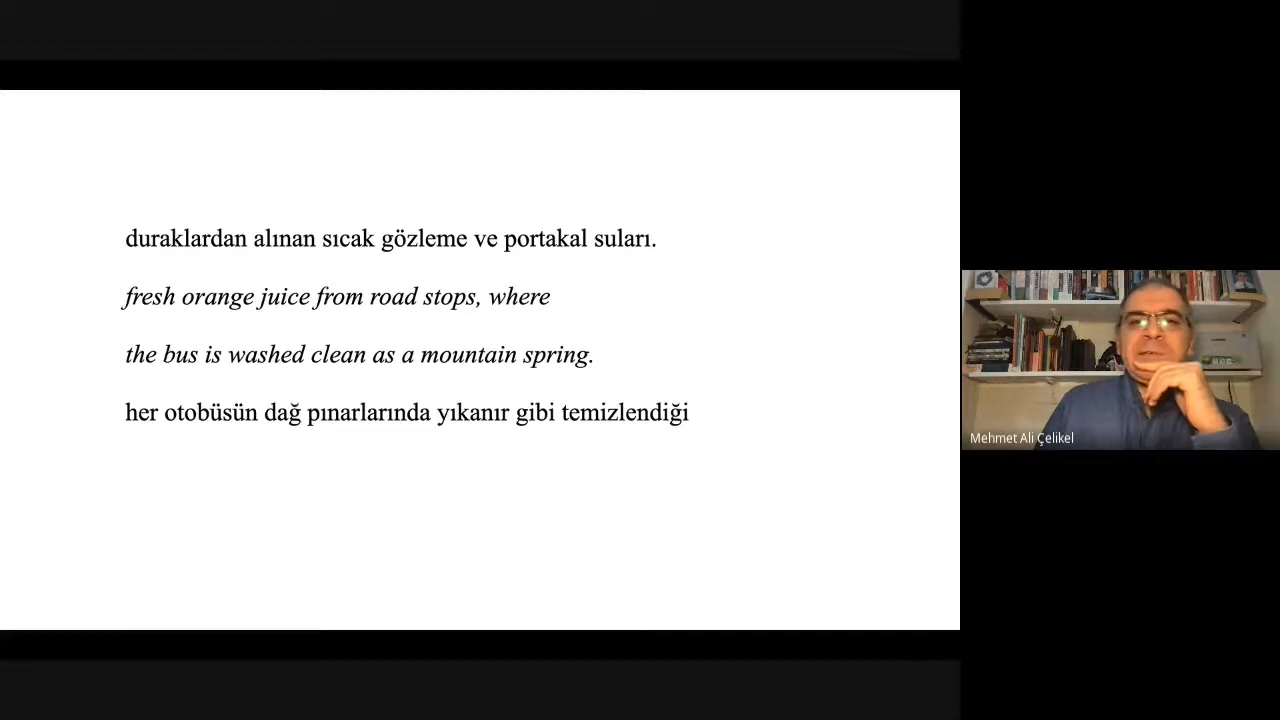 duraklardan alınan sıcak gözleme ve portakal suları.
fresh orange juice from road stops, where
the bus is washed clean as a mountain spring.
her otobüsün dağ pınarlarında yıkanır gibi temizlendiği
Mehmet Ali Çelikel